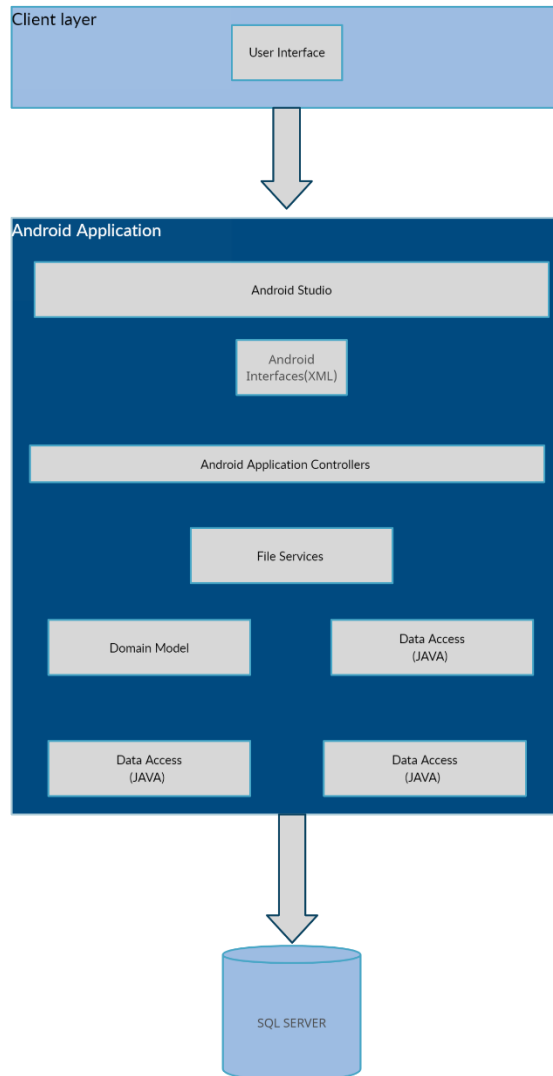 Client layer
User Interface
Android Application
Android Studio
Android
Interfaces(XML)
Android Application Controllers
File Services
Domain Model
Data Access
(JAVA)
Data Access
(JAVA)
Data Access
(JAVA)
SQL SERVER